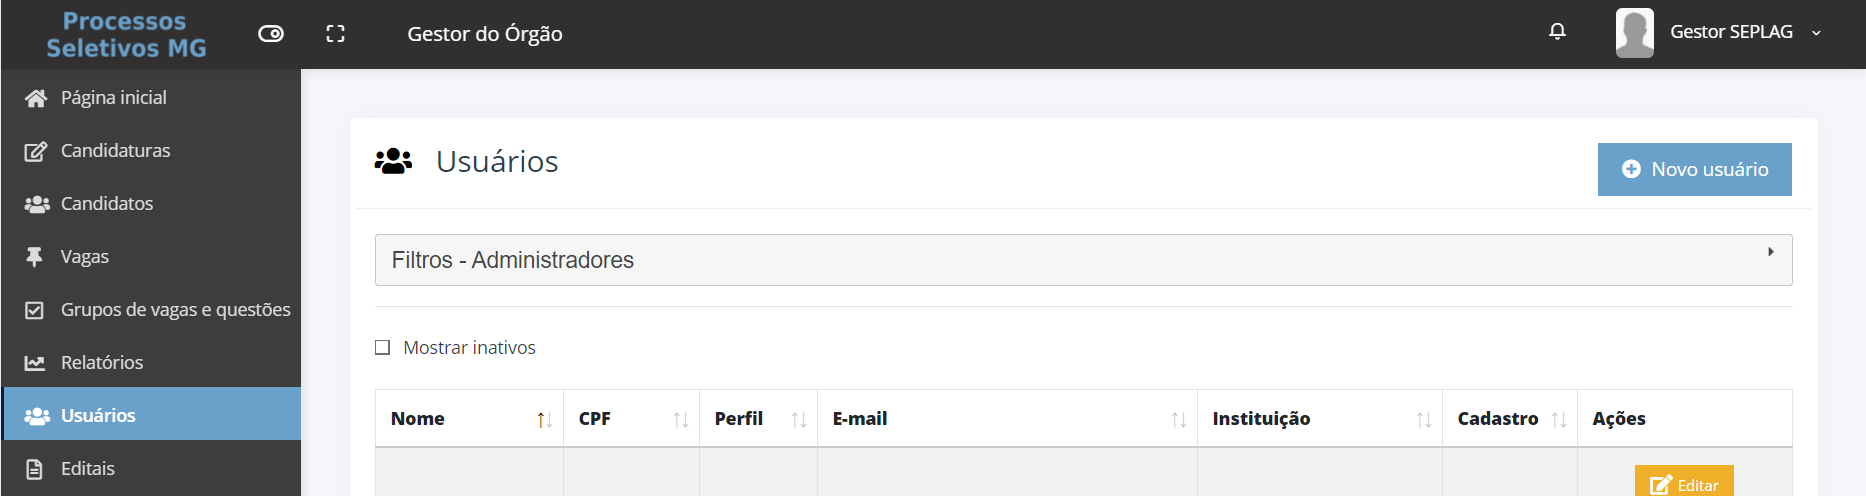 Processos
Seletivos MG
Gestor do Órgão
Gestor SEPLAG
Página inicial
Candidaturas
Candidatos
Vagas
Grupos de vagas e questões
Relatórios
Usuários
Editais
Usuários
Novo usuário
Filtros - Administradores
Mostrar inativos
Nome CPF Perfil E-mail Instituição Cadastro Ações
Editar